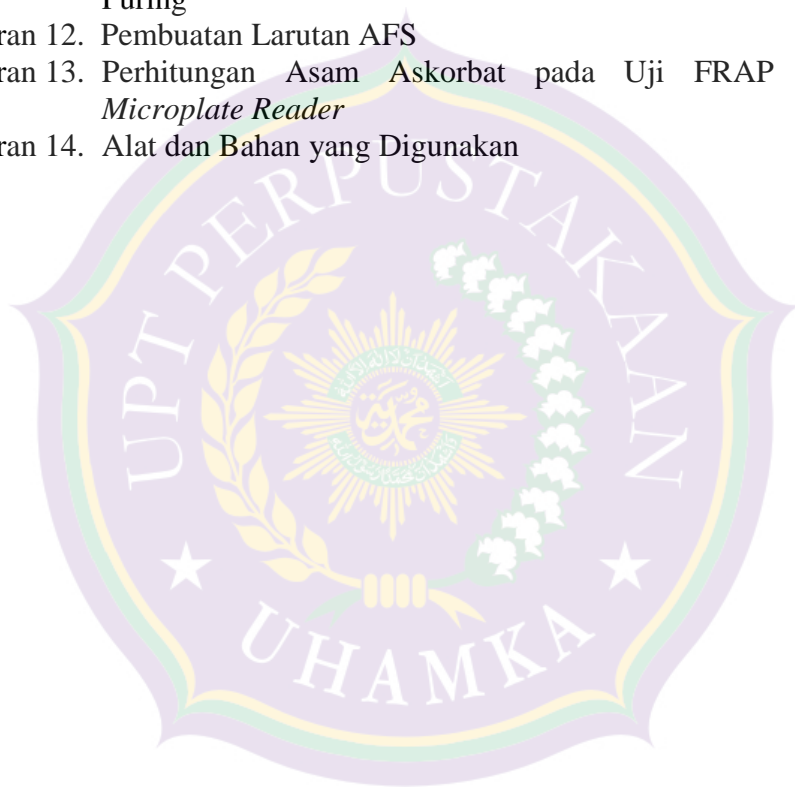 Puring
ran 12. Pembuatan Larutan AFS
ran 13. Perhitungan Asam Askorbat pada Uji FRAP
Microplate Reader
ran 14. Alat dan Bahan yang Digunakan
UPT PERPUSTAKAAN
UHAMKA